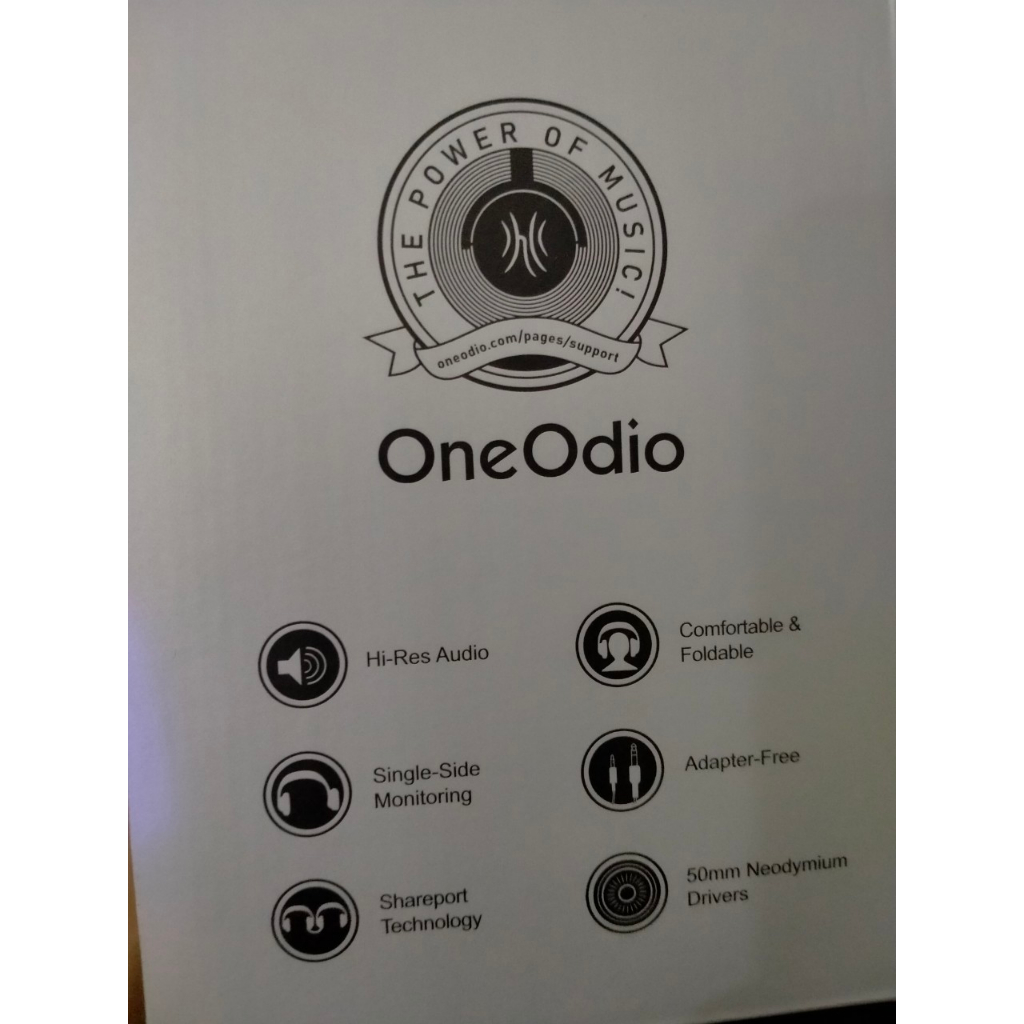 THE POWER OF MUSIC!
oneodio.com/pages/support
OneOdio
Hi-Res Audio
Comfortable &
Foldable
Single-Side
Monitoring
Adapter-Free
Shareport
Technology
50mm Neodymium
Drivers